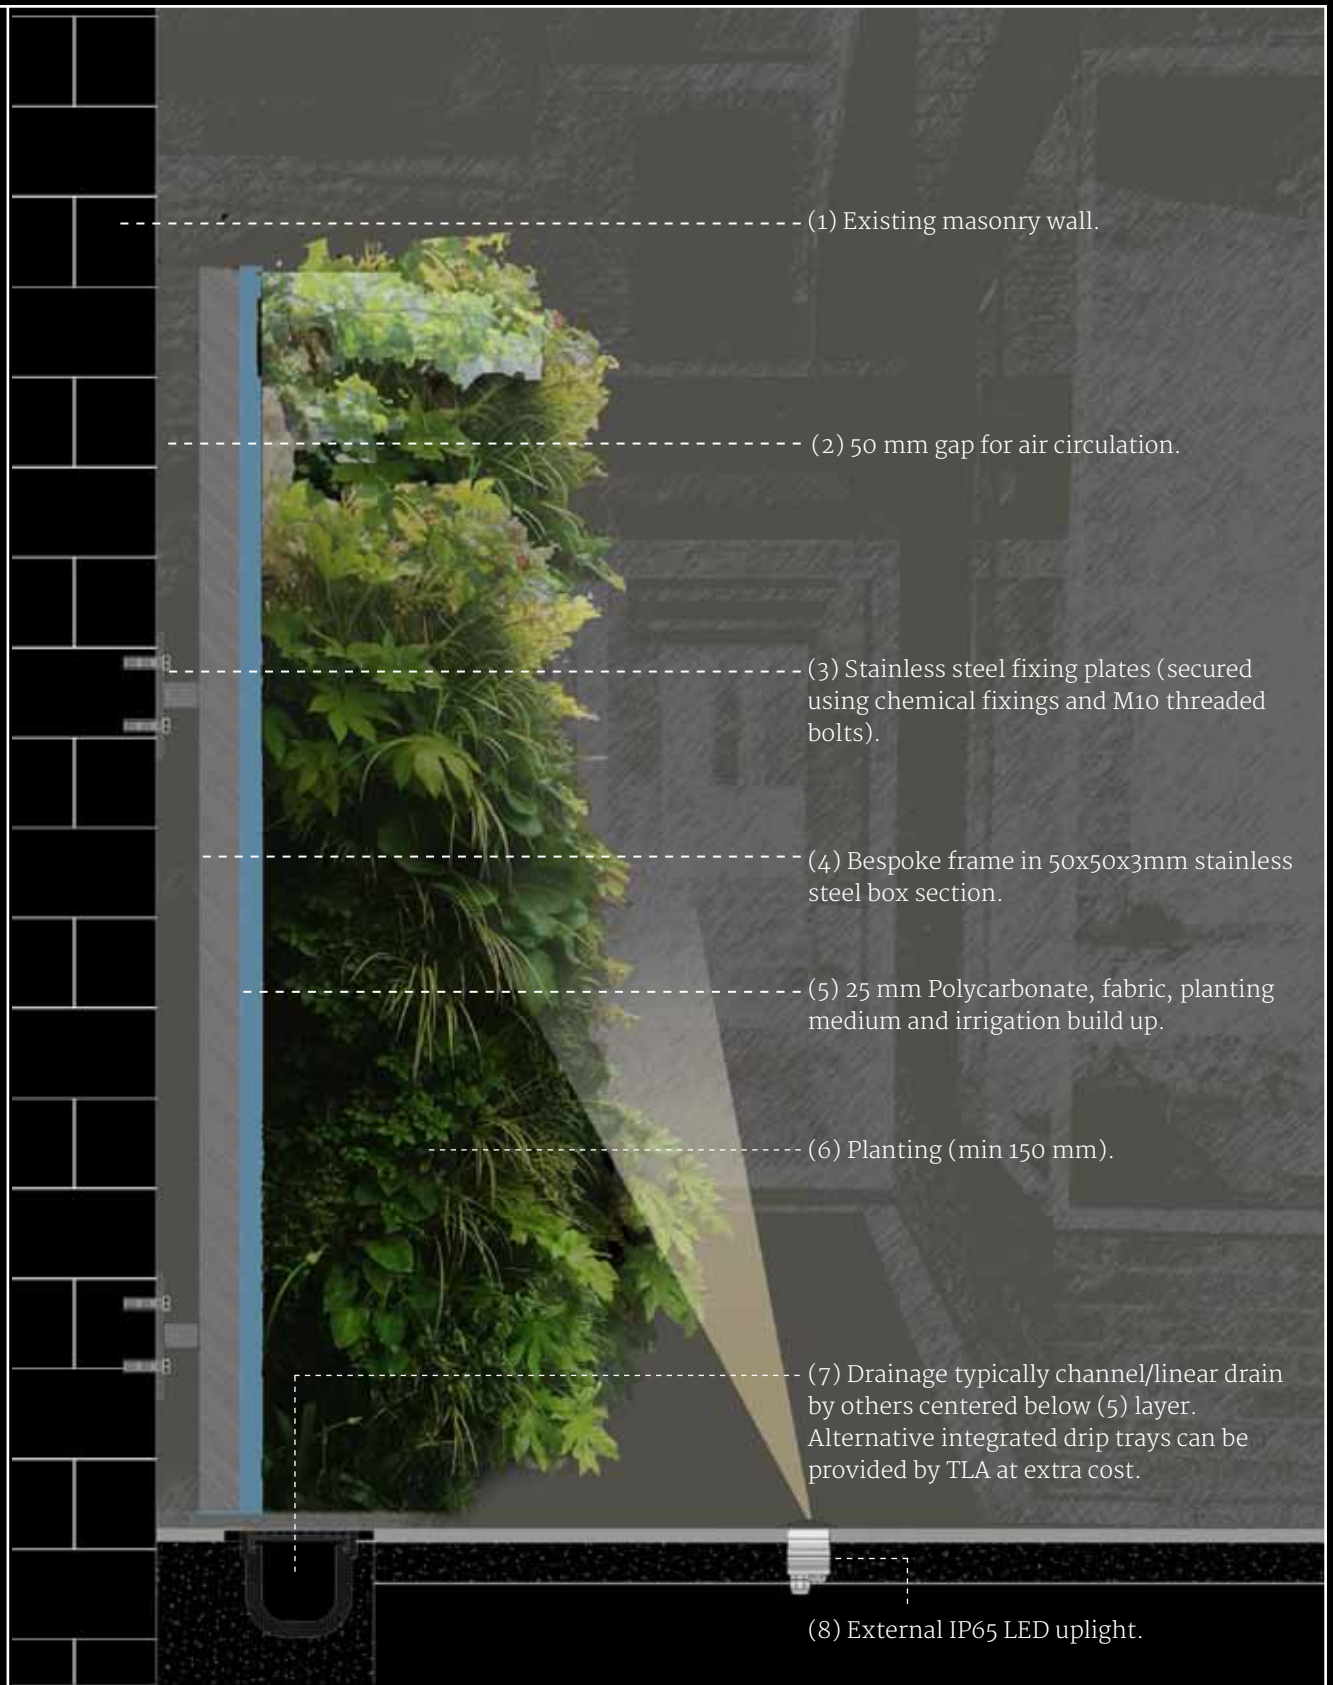 (1) Existing masonry wall.
(2) 50 mm gap for air circulation.
(3) Stainless steel fixing plates (secured
using chemical fixings and M10 threaded
bolts).
(4) Bespoke frame in 50x50x3mm stainless
steel box section.
(5) 25 mm Polycarbonate, fabric, planting
medium and irrigation build up.
(6) Planting (min 150 mm).
(7) Drainage typically channel/linear drain
by others centered below (5) layer.
Alternative integrated drip trays can be
provided by TLA at extra cost.
(8) External IP65 LED uplight.